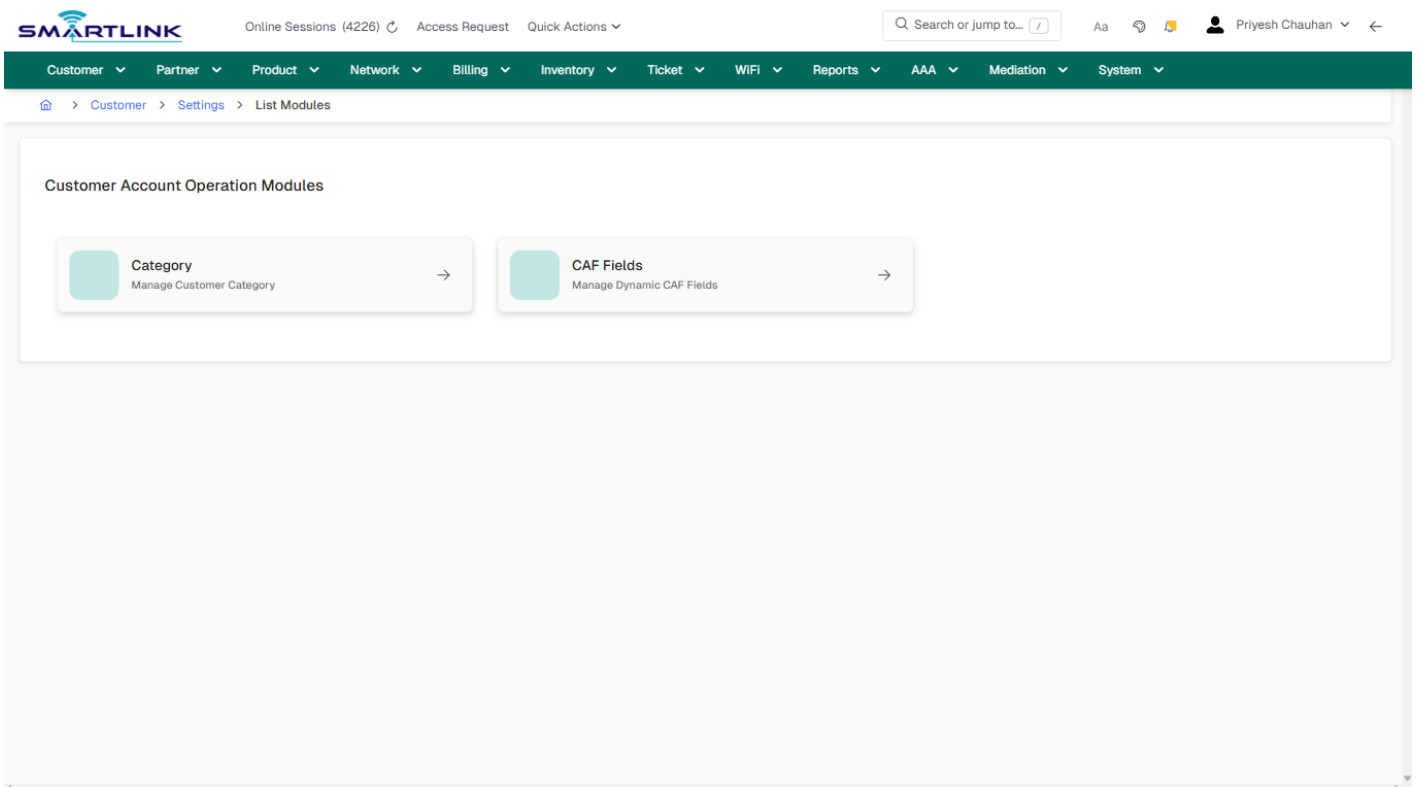 SMARTLINK
Online Sessions (4226) Access Request Quick Actions
Search or jump to... /
Aa
Priyesh Chauhan
Customer Partner Product Network Billing Inventory Ticket WiFi Reports AAA Mediation System
> Customer > Settings > List Modules
Customer Account Operation Modules
Category
Manage Customer Category
CAF Fields
Manage Dynamic CAF Fields